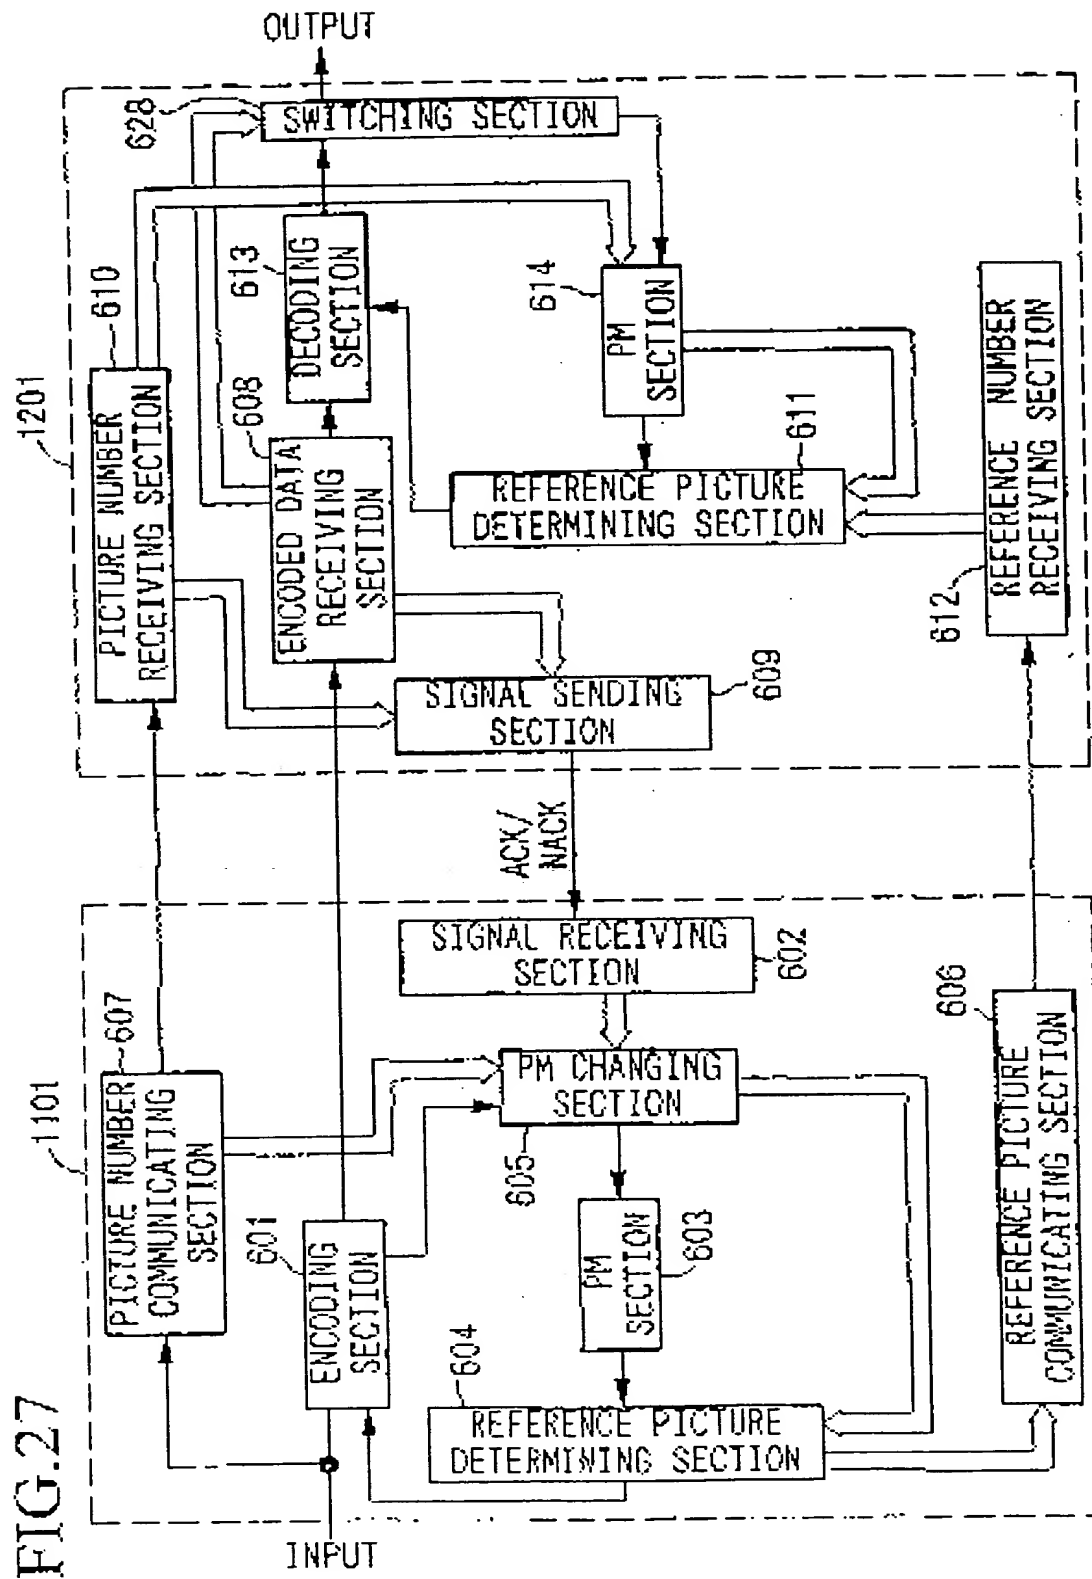 FIG.27
INPUT
1101
PICTURE NUMBER
COMMUNICATING
SECTION
607
601
ENCODING
SECTION
604
REFERENCE PICTURE
DETERMINING SECTION
PM
SECTION
603
605
PM CHANGING
SECTION
SIGNAL RECEIVING
SECTION
602
606
REFERENCE PICTURE
COMMUNICATING SECTION
ACK/
NACK
1201
PICTURE NUMBER
RECEIVING SECTION
610
ENCODED DATA
RECEIVING
SECTION
608
SIGNAL SENDING
SECTION
609
DECODING
SECTION
613
628
SWITCHING SECTION
OUTPUT
614
PM
SECTION
REFERENCE PICTURE
DETERMINING SECTION
611
612
REFERENCE NUMBER
RECEIVING SECTION